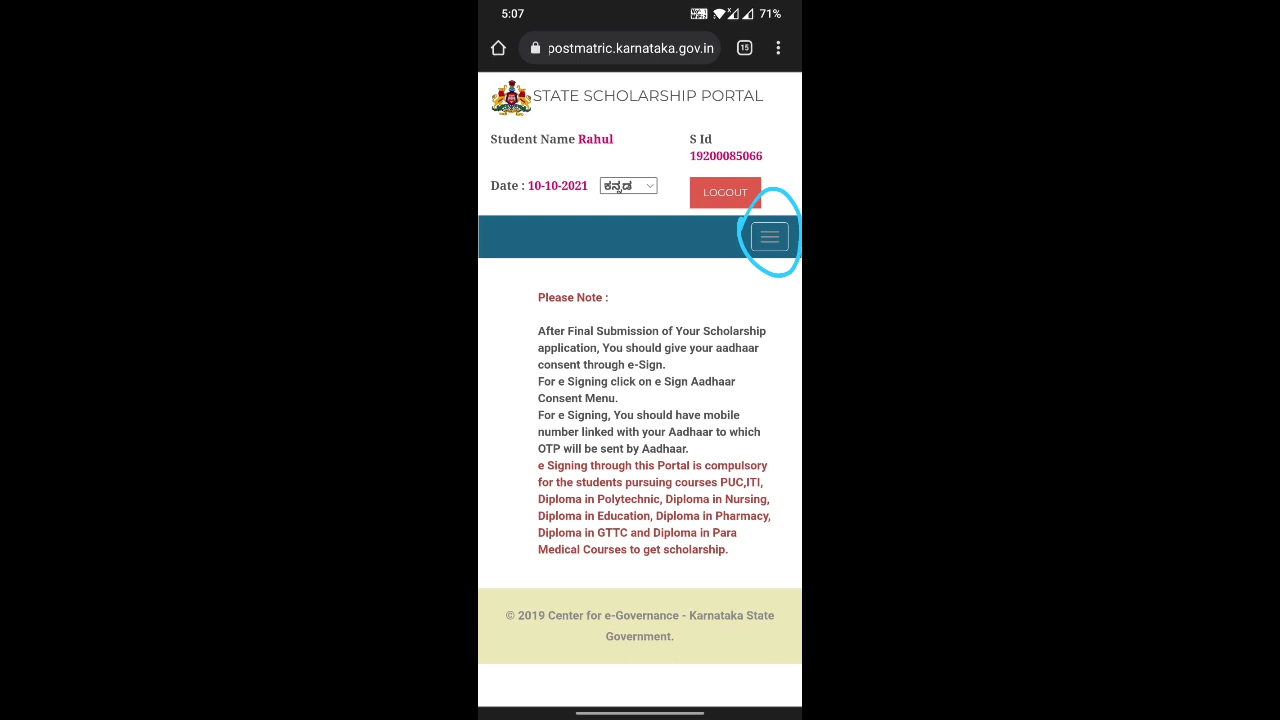 5:07
Vo) WiFi 2
71%
postmatric.karnataka.gov.in
15
STATE SCHOLARSHIP PORTAL
Student Name Rahul
S Id
19200085066
Date : 10-10-2021
ಕನ್ನಡ
LOGOUT
Please Note :
After Final Submission of Your Scholarship
application, You should give your aadhaar
consent through e-Sign.
For e Signing click on e Sign Aadhaar
Consent Menu.
For e Signing, You should have mobile
number linked with your Aadhaar to which
OTP will be sent by Aadhaar.
e Signing through this Portal is compulsory
for the students pursuing courses PUC,ITI,
Diploma in Polytechnic, Diploma in Nursing,
Diploma in Education, Diploma in Pharmacy,
Diploma in GTTC and Diploma in Para
Medical Courses to get scholarship.
© 2019 Center for e-Governance - Karnataka State
Government.